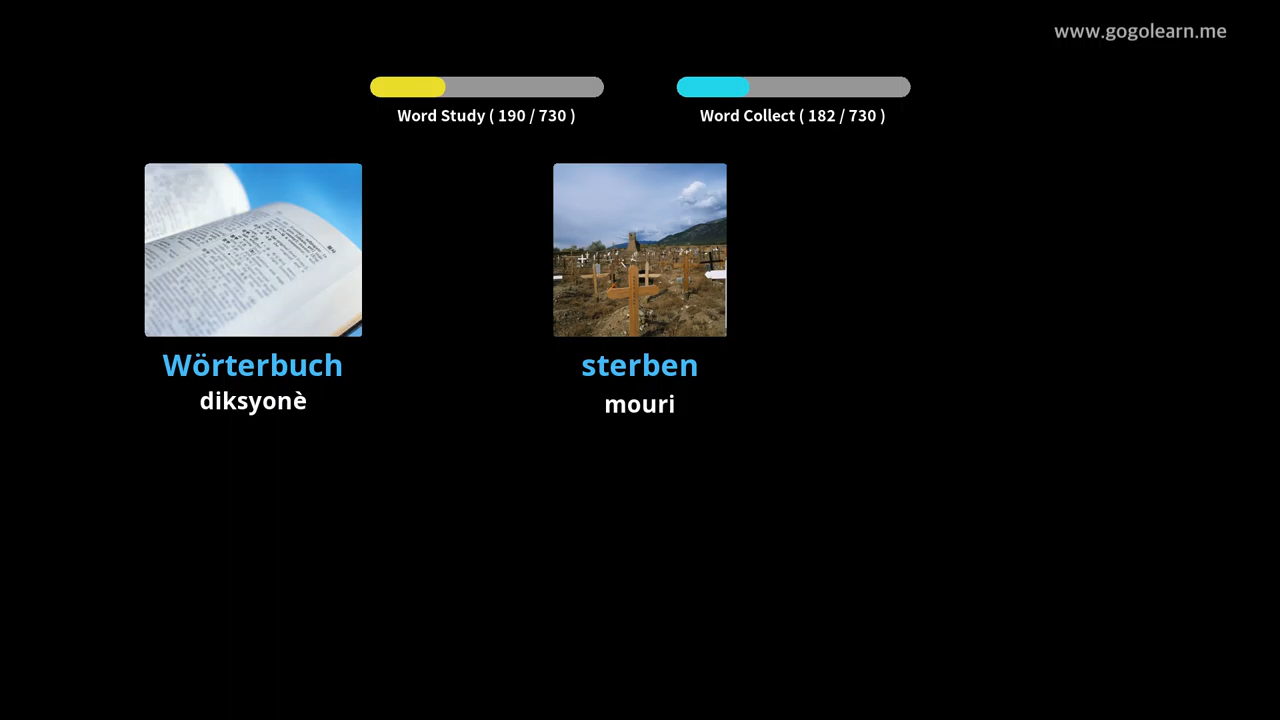 www.gogolearn.me
Word Study ( 190 / 730 )
Word Collect ( 182 / 730 )
Wörterbuch
diksyonè
sterben
mouri